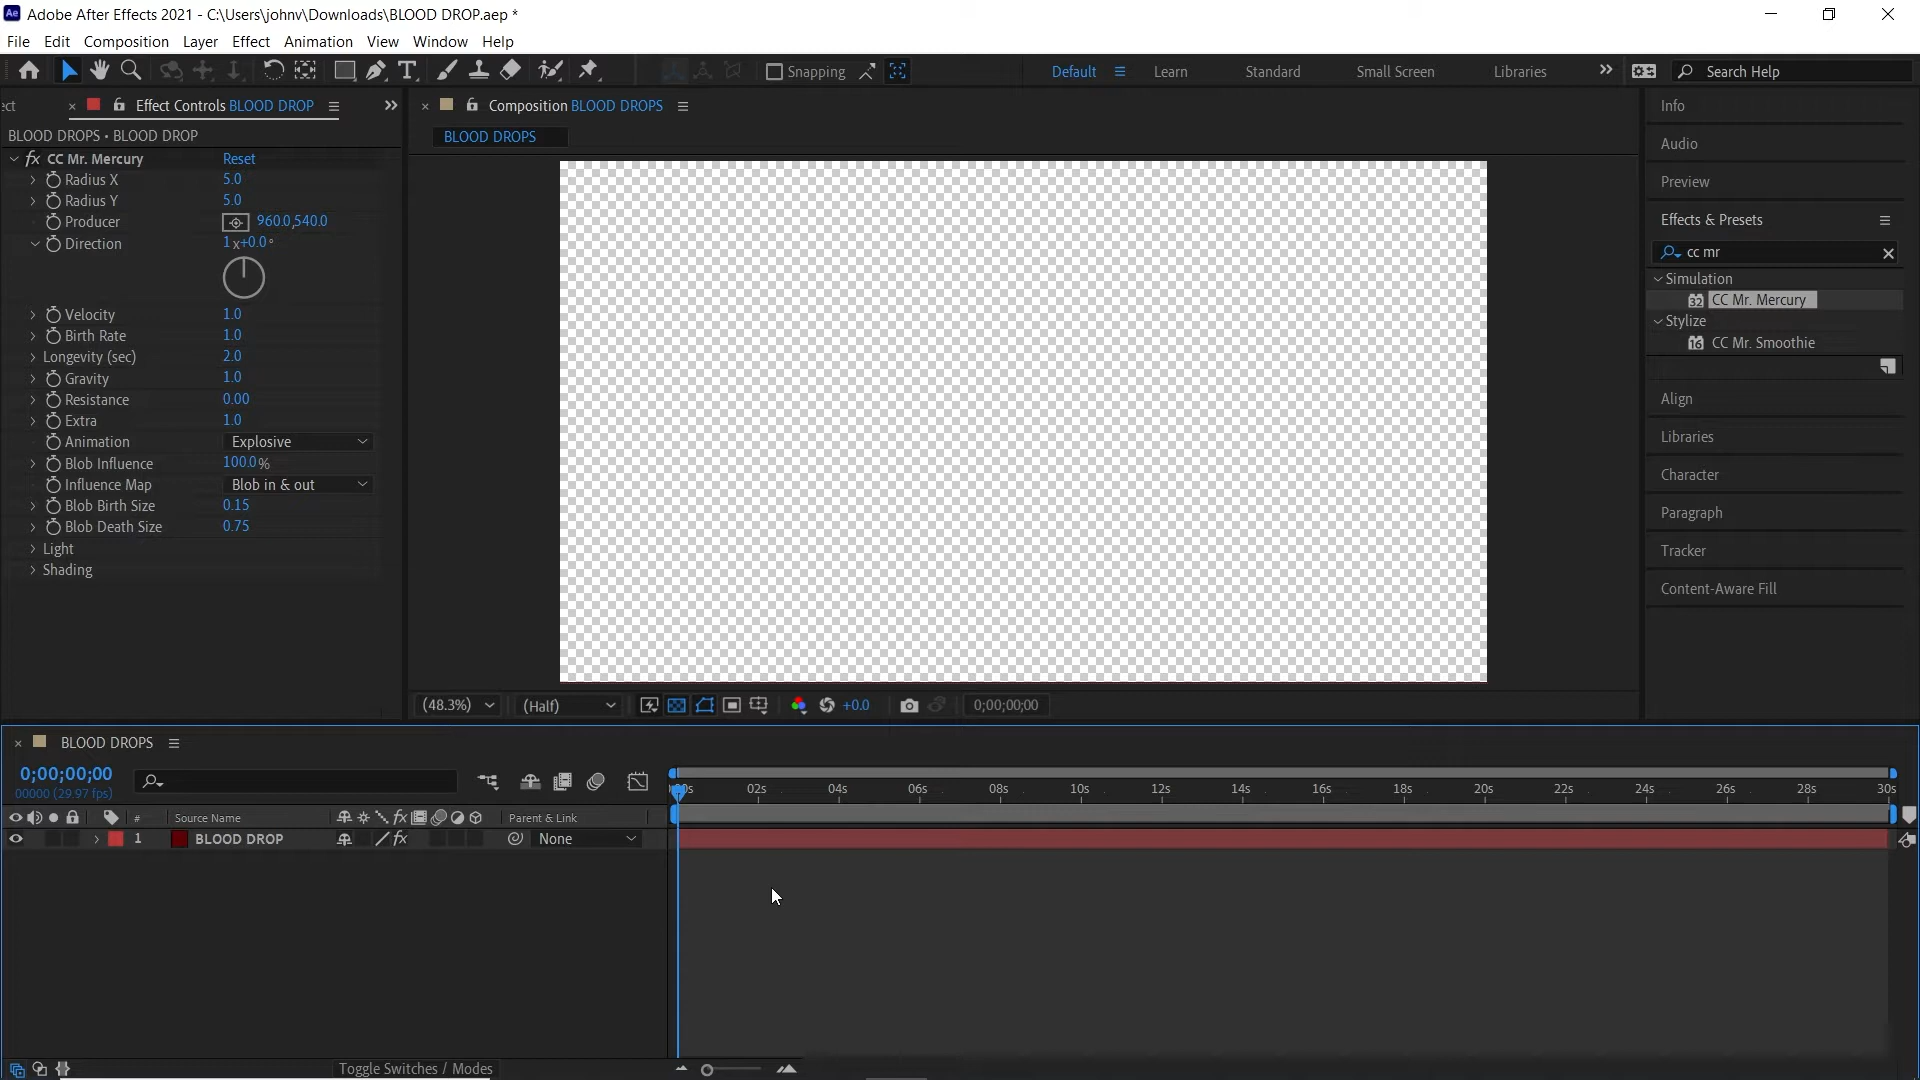 Ae Adobe After Effects 2021 - C:\Users\johnv\Downloads\BLOOD DROP.aep *
File Edit Composition Layer Effect Animation View Window Help
Snapping Default Learn Standard Small Screen Libraries Search Help
ect Effect Controls BLOOD DROP
BLOOD DROPS • BLOOD DROP
fx CC Mr. Mercury Reset
Radius X 5.0
Radius Y 5.0
Producer 960.0,540.0
Direction 1x+0.0°
Velocity 1.0
Birth Rate 1.0
Longevity (sec) 2.0
Gravity 1.0
Resistance 0.00
Extra 1.0
Animation Explosive
Blob Influence 100.0%
Influence Map Blob in & out
Blob Birth Size 0.15
Blob Death Size 0.75
Light
Shading
Composition BLOOD DROPS
BLOOD DROPS
(48.3%) (Half) +0.0 0;00;00;00
Info
Audio
Preview
Effects & Presets
cc mr
Simulation
32 CC Mr. Mercury
Stylize
16 CC Mr. Smoothie
Align
Libraries
Character
Paragraph
Tracker
Content-Aware Fill
BLOOD DROPS
0;00;00;00
00000 (29.97 fps)
02s 04s 06s 08s 10s 12s 14s 16s 18s 20s 22s 24s 26s 28s 30s
# Source Name fx Parent & Link
1 BLOOD DROP fx None
Toggle Switches / Modes